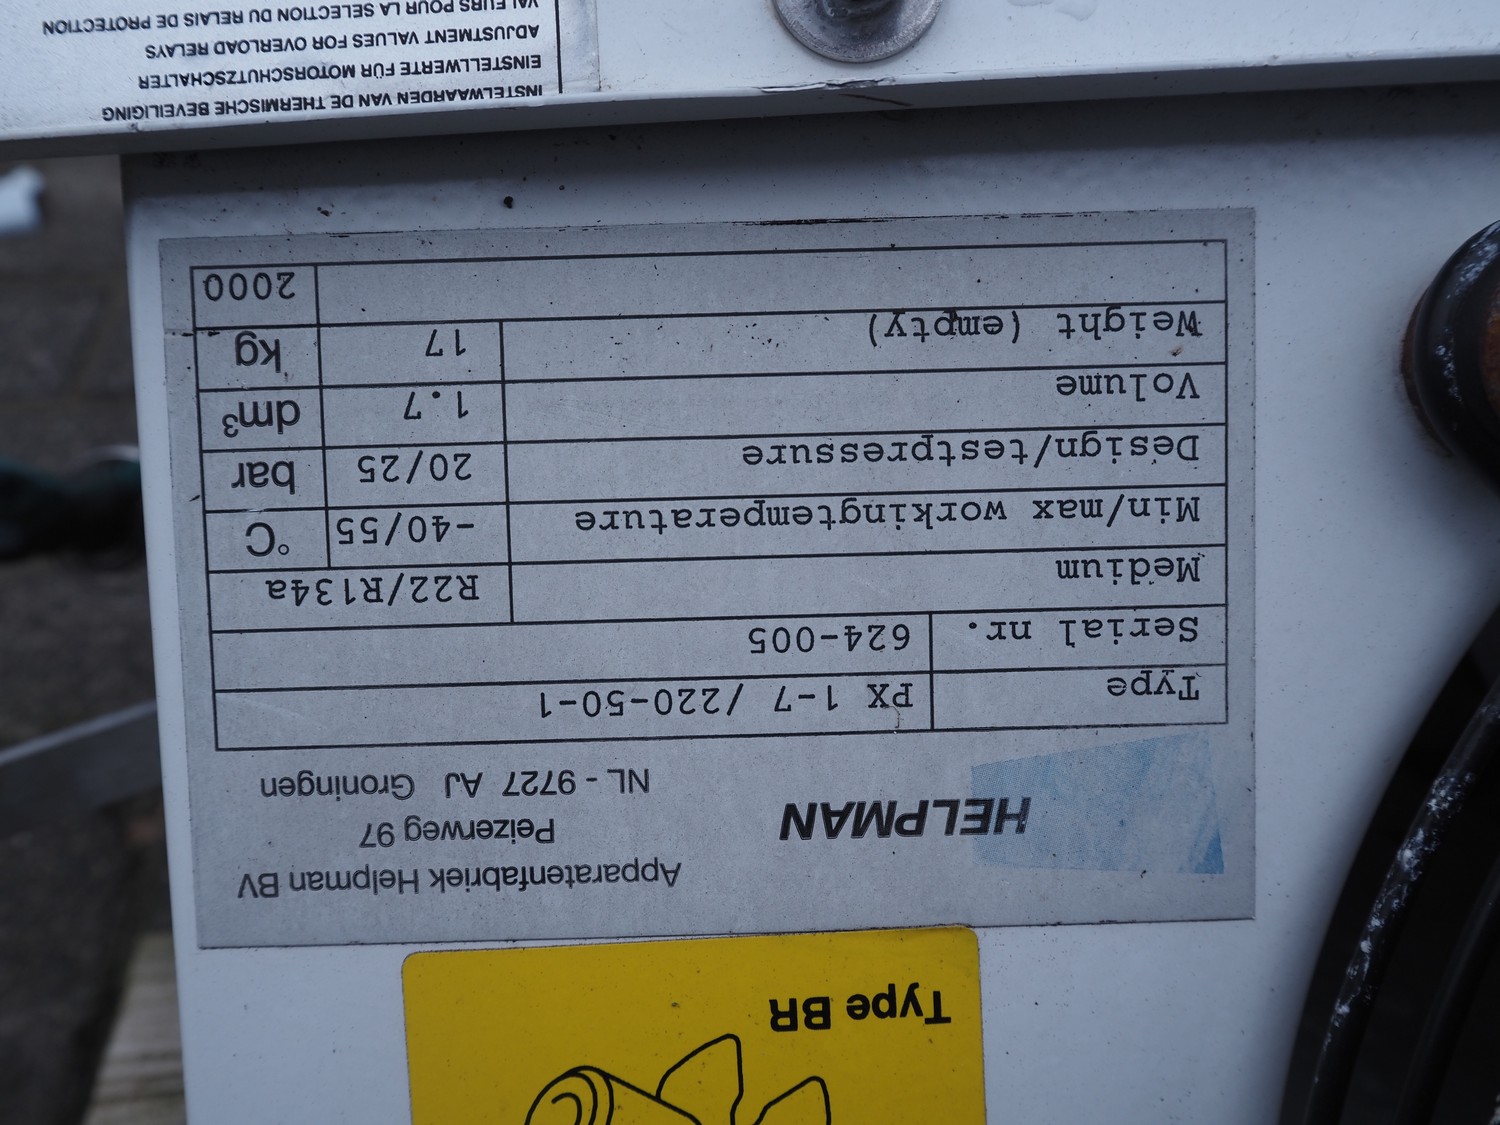 Type BR
Apparatenfabriek Helpman BV
HELPMAN Peizerweg 97
NL - 9727 AJ Groningen
Type PX 1-7 /220-50-1
Serial nr. 624-005
Medium R22/R134a
Min/max workingtemperature -40/55 °C
Design/testpressure 20/25 bar
Volume 1.7 dm³
Weight (empty) 17 kg
2000
INSTELWAARDEN VAN DE THERMISCHE BEVEILIGING
EINSTELLWERTE FÜR MOTORSCHUTZSCHALTER
ADJUSTMENT VALUES FOR OVERLOAD RELAYS
VALEURS POUR LA SELECTION DU RELAIS DE PROTECTION